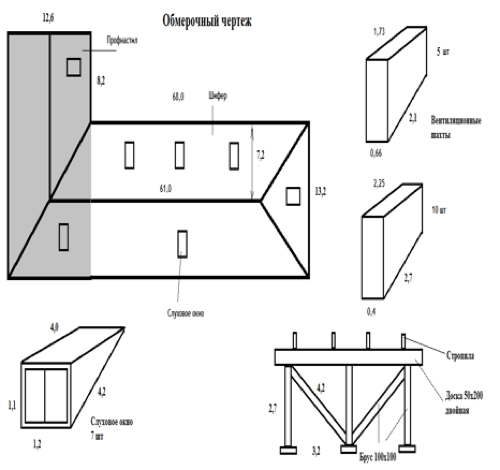 12,6
Обмерочный чертеж
Профнастил
8,2
68,0
Шифер
7,2
61,0
13,2
Слуховое окно
1,73
5 шт
2,1
Вентиляционные
шахты
0,66
2,25
10 шт
2,7
0,4
4,0
1,1
4,2
Слуховое окно
7 шт
1,2
Стропила
Доска 50х200
двойная
4,2
2,7
3,2
Брус 100х100